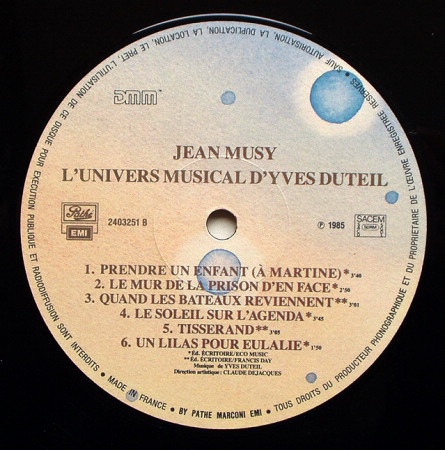 DMM
JEAN MUSY
L'UNIVERS MUSICAL D'YVES DUTEIL
Pathé
EMI
2403251 B
℗ 1985
SACEM
SDRM
1. PRENDRE UN ENFANT (À MARTINE)* 3'40
2. LE MUR DE LA PRISON D'EN FACE* 2'50
3. QUAND LES BATEAUX REVIENNENT** 3'01
4. LE SOLEIL SUR L'AGENDA* 3'45
5. TISSERAND** 3'05
6. UN LILAS POUR EULALIE* 3'50
*Éd. ÉCRITOIRE/ECO MUSIC
**Éd. ÉCRITOIRE/FRANCIS DAY
Musique de YVES DUTEIL
Direction artistique : CLAUDE DEJACQUES
• MADE IN FRANCE • BY PATHE MARCONI EMI • TOUS DROITS DU PRODUCTEUR PHONOGRAPHIQUE ET DU PROPRIETAIRE DE L'ŒUVRE ENREGISTREE RESERVES • SAUF AUTORISATION, LA DUPLICATION, LA LOCATION, LE PRET, L'UTILISATION DE CE DISQUE POUR EXECUTION PUBLIQUE ET RADIODIFFUSION SONT INTERDITS